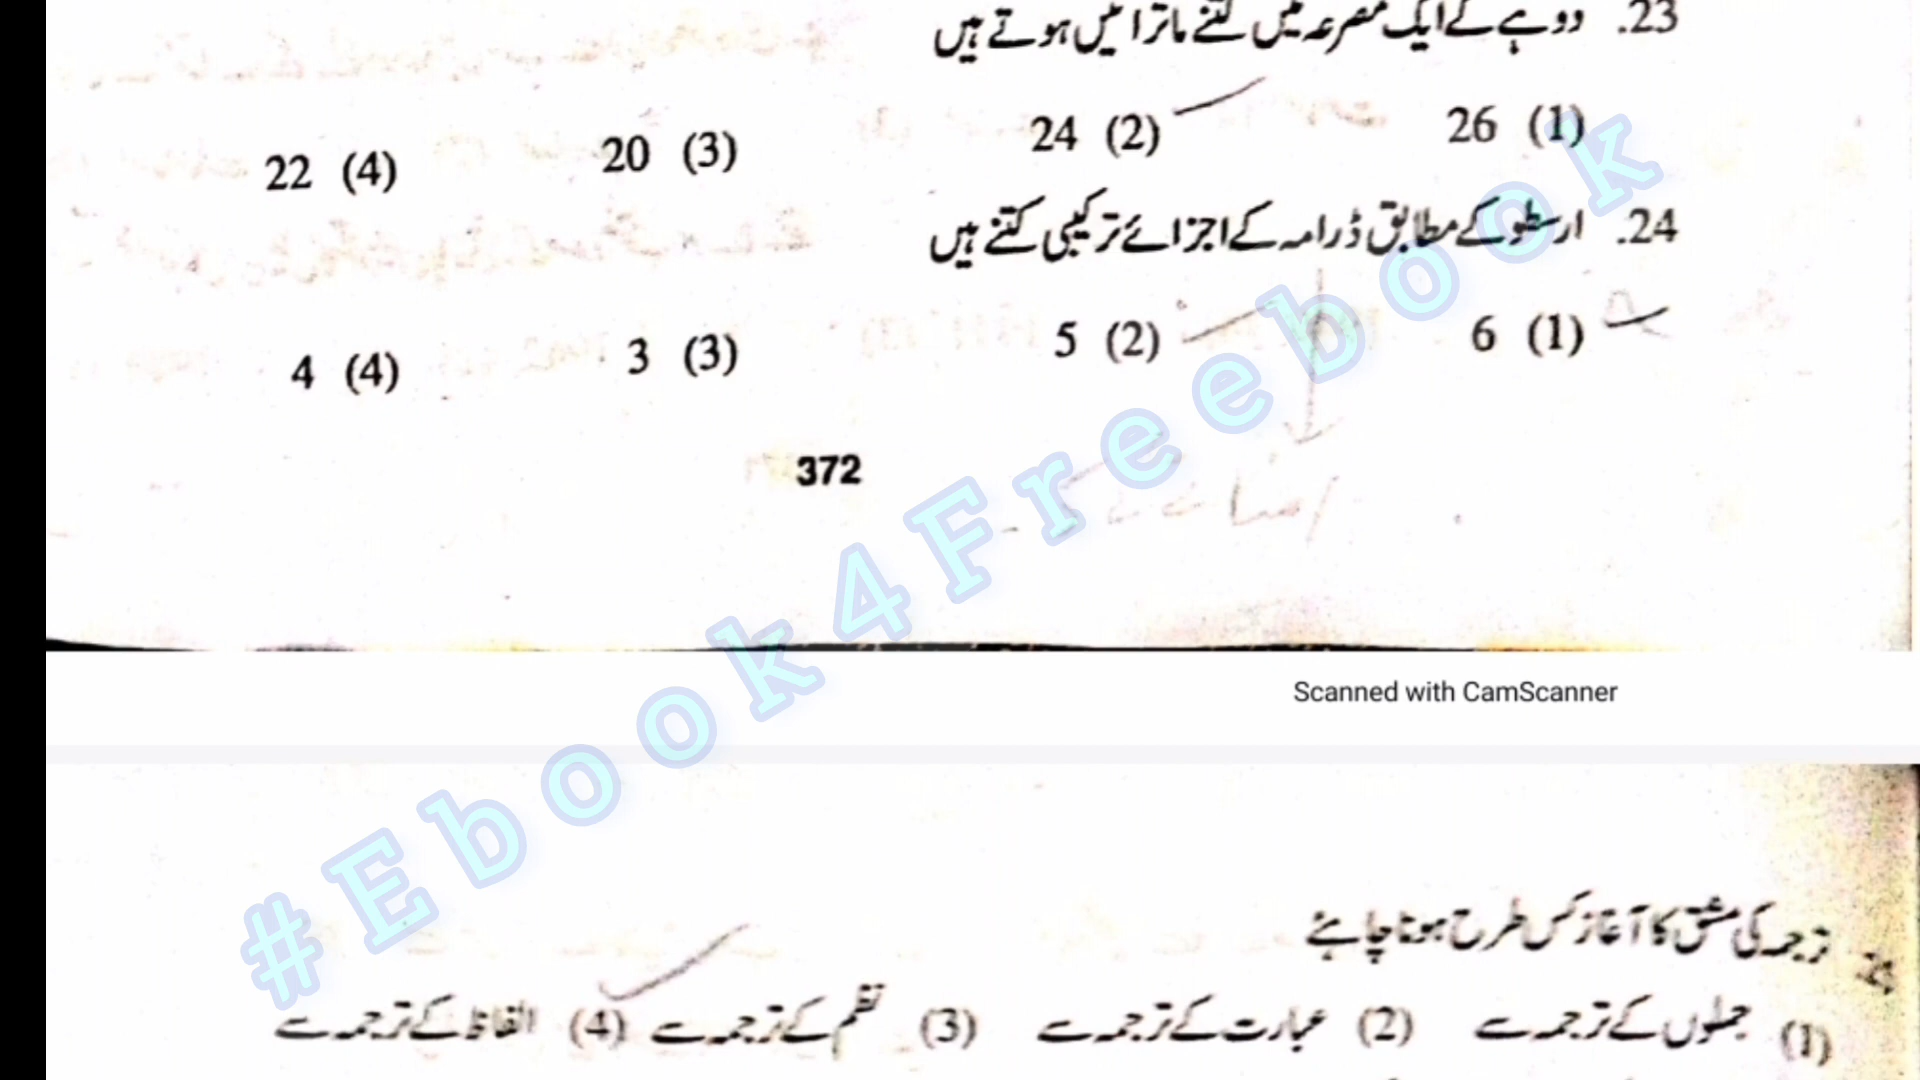 23. دوہے کے ایک مصرعہ میں کتنے ماترائیں ہوتے ہیں
(1) 26 (2) 24 (3) 20 (4) 22
24. ارسطو کے مطابق ڈرامہ کے اجزائے ترکیبی کتنے ہیں
(1) 6 (2) 5 (3) 3 (4) 4
372
Scanned with CamScanner
ترجمہ کی مشق کا آغاز کس طرح ہونا چاہئے
(1) جملوں کے ترجمہ سے (2) عبارت کے ترجمہ سے (3) نظم کے ترجمہ سے (4) الفاظ کے ترجمہ سے
#Ebook4Freebook